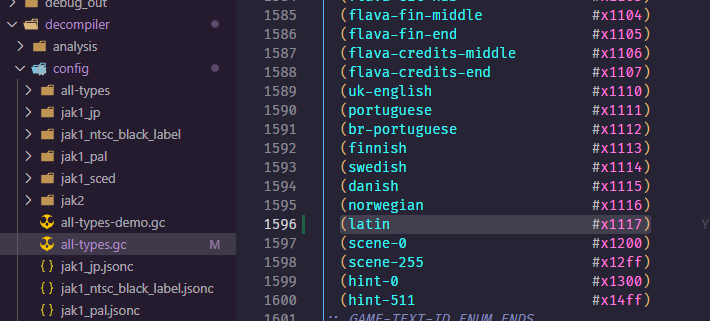 debug_out
decompiler
analysis
config
all-types
jak1_jp
jak1_ntsc_black_label
jak1_pal
jak1_sced
jak2
all-types-demo.gc
all-types.gc M
jak1_jp.jsonc
jak1_ntsc_black_label.jsonc
jak1_pal.jsonc
1585 (flava-fin-middle #x1104)
1586 (flava-fin-end #x1105)
1587 (flava-credits-middle #x1106)
1588 (flava-credits-end #x1107)
1589 (uk-english #x1110)
1590 (portuguese #x1111)
1591 (br-portuguese #x1112)
1592 (finnish #x1113)
1593 (swedish #x1114)
1594 (danish #x1115)
1595 (norwegian #x1116)
1596 (latin #x1117) Y
1597 (scene-0 #x1200)
1598 (scene-255 #x12ff)
1599 (hint-0 #x1300)
1600 (hint-511 #x14ff)
1601 ;; GAME-TEXT-ID ENUM ENDS